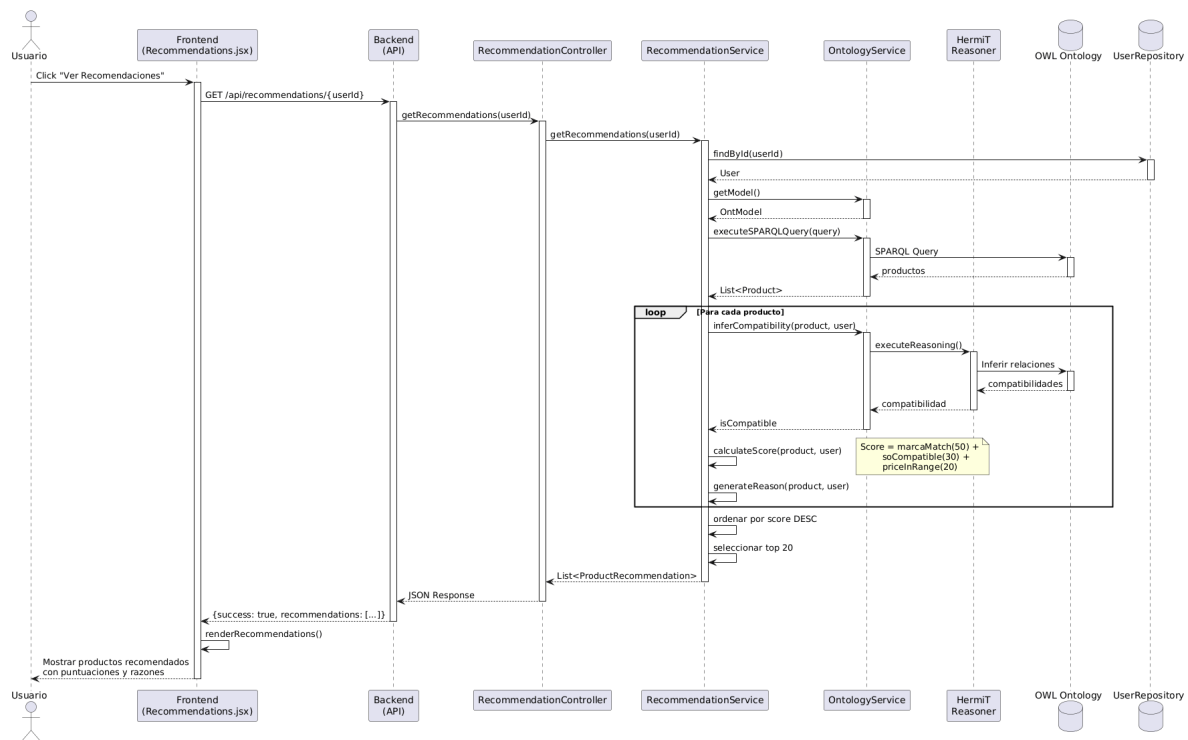 Usuario
Frontend
(Recommendations.jsx)
Backend
(API)
RecommendationController
RecommendationService
OntologyService
HermiT
Reasoner
OWL Ontology
UserRepository
Click "Ver Recomendaciones"
GET /api/recommendations/{userId}
getRecommendations(userId)
getRecommendations(userId)
findById(userId)
User
getModel()
OntModel
executeSPARQLQuery(query)
SPARQL Query
productos
List<Product>
loop [Para cada producto]
inferCompatibility(product, user)
executeReasoning()
Inferir relaciones
compatibilidades
compatibilidad
isCompatible
calculateScore(product, user)
Score = marcaMatch(50) +
soCompatible(30) +
priceInRange(20)
generateReason(product, user)
ordenar por score DESC
seleccionar top 20
List<ProductRecommendation>
JSON Response
{success: true, recommendations: [...]}
renderRecommendations()
Mostrar productos recomendados
con puntuaciones y razones
Usuario
Frontend
(Recommendations.jsx)
Backend
(API)
RecommendationController
RecommendationService
OntologyService
HermiT
Reasoner
OWL Ontology
UserRepository